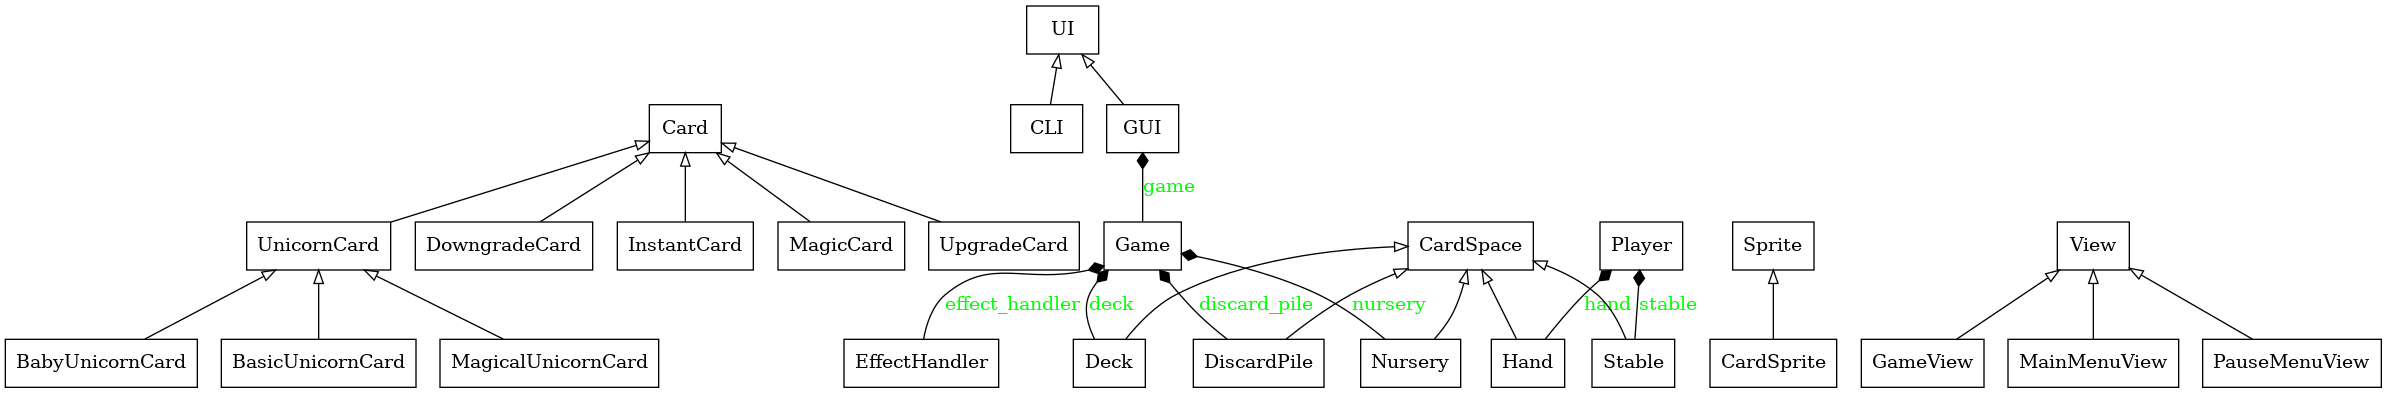 UI
Card
CLI
GUI
game
UnicornCard
DowngradeCard
InstantCard
MagicCard
UpgradeCard
Game
CardSpace
Player
Sprite
View
effect_handler
deck
discard_pile
nursery
hand
stable
BabyUnicornCard
BasicUnicornCard
MagicalUnicornCard
EffectHandler
Deck
DiscardPile
Nursery
Hand
Stable
CardSprite
GameView
MainMenuView
PauseMenuView